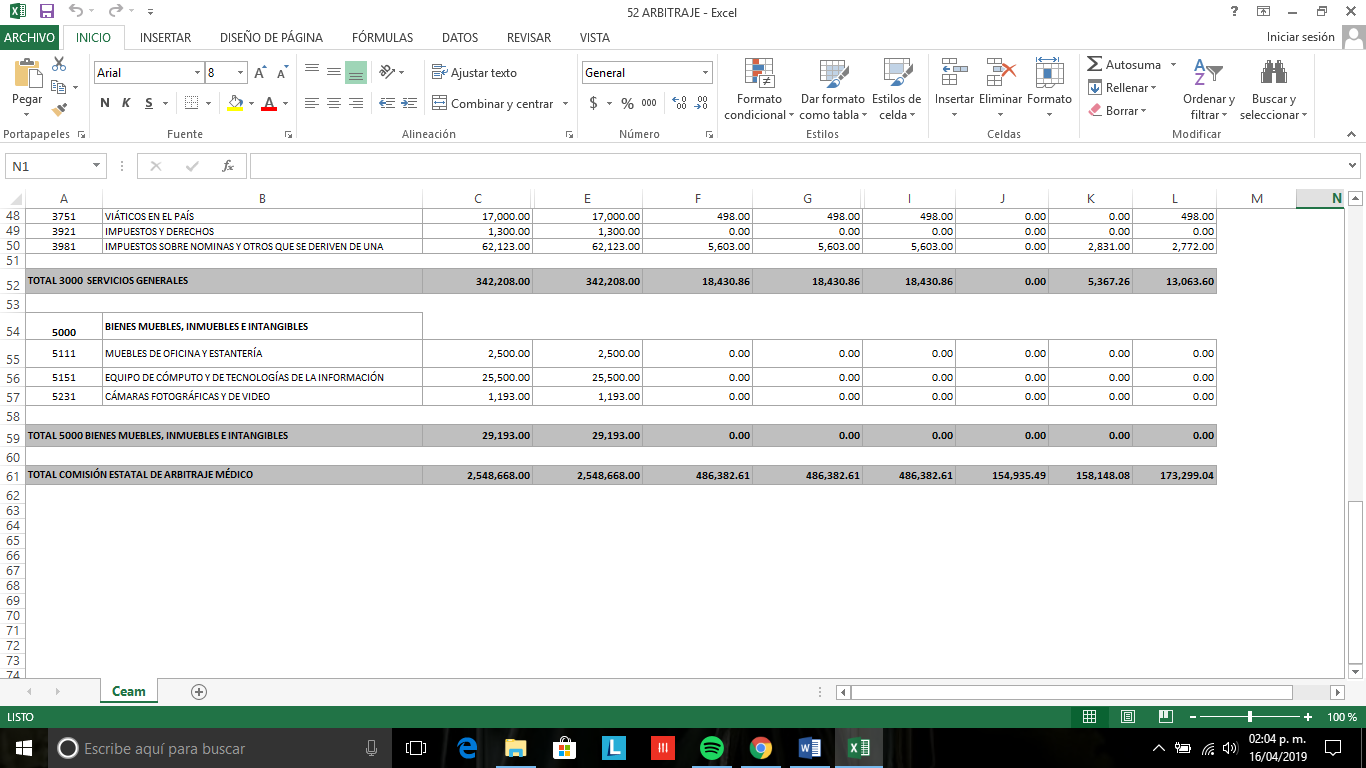 52 ARBITRAJE - Excel
?
ARCHIVO INICIO INSERTAR DISEÑO DE PÁGINA FÓRMULAS DATOS REVISAR VISTA Iniciar sesión
Pegar
Arial 8
N K S
Ajustar texto
Combinar y centrar
General
$ % 000
Formato condicional
Dar formato como tabla
Estilos de celda
Insertar Eliminar Formato
Autosuma
Rellenar
Borrar
Ordenar y filtrar
Buscar y seleccionar
Portapapeles Fuente Alineación Número Estilos Celdas Modificar
N1 fx
A B C E F G I J K L M N
48 3751 VIÁTICOS EN EL PAÍS 17,000.00 17,000.00 498.00 498.00 498.00 0.00 0.00 498.00
49 3921 IMPUESTOS Y DERECHOS 1,300.00 1,300.00 0.00 0.00 0.00 0.00 0.00 0.00
50 3981 IMPUESTOS SOBRE NOMINAS Y OTROS QUE SE DERIVEN DE UNA 62,123.00 62,123.00 5,603.00 5,603.00 5,603.00 0.00 2,831.00 2,772.00
51
52 TOTAL 3000 SERVICIOS GENERALES 342,208.00 342,208.00 18,430.86 18,430.86 18,430.86 0.00 5,367.26 13,063.60
53
54 5000 BIENES MUEBLES, INMUEBLES E INTANGIBLES
55 5111 MUEBLES DE OFICINA Y ESTANTERÍA 2,500.00 2,500.00 0.00 0.00 0.00 0.00 0.00 0.00
56 5151 EQUIPO DE CÓMPUTO Y DE TECNOLOGÍAS DE LA INFORMACIÓN 25,500.00 25,500.00 0.00 0.00 0.00 0.00 0.00 0.00
57 5231 CÁMARAS FOTOGRÁFICAS Y DE VIDEO 1,193.00 1,193.00 0.00 0.00 0.00 0.00 0.00 0.00
58
59 TOTAL 5000 BIENES MUEBLES, INMUEBLES E INTANGIBLES 29,193.00 29,193.00 0.00 0.00 0.00 0.00 0.00 0.00
60
61 TOTAL COMISIÓN ESTATAL DE ARBITRAJE MÉDICO 2,548,668.00 2,548,668.00 486,382.61 486,382.61 486,382.61 154,935.49 158,148.08 173,299.04
62
63
64
65
66
67
68
69
70
71
72
73
74
Ceam
LISTO 100 %
Escribe aquí para buscar
02:04 p. m.
16/04/2019